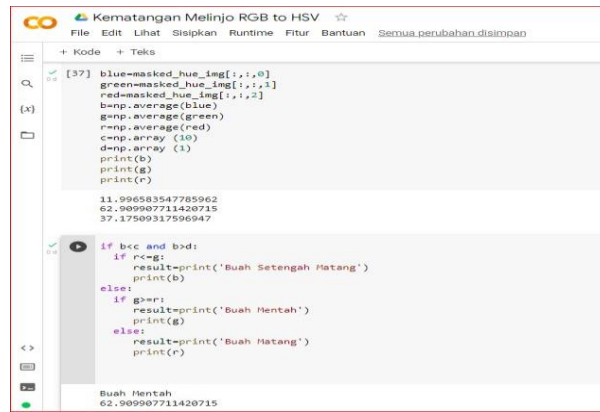 CO Kematangan Melinjo RGB to HSV
File Edit Lihat Sisipkan Runtime Fitur Bantuan Semua perubahan disimpan
+ Kode + Teks
[37] blue=masked_hue_img[:,:,0]
green=masked_hue_img[:,:,1]
red=masked_hue_img[:,:,2]
b=np.average(blue)
g=np.average(green)
r=np.average(red)
c=np.array (10)
d=np.array (1)
print(b)
print(g)
print(r)
11.996583547785962
62.909907711420715
37.17509317596947
if b<c and b>d:
if r<=g:
result=print('Buah Setengah Matang')
print(b)
else:
if g>=r:
result=print('Buah Mentah')
print(g)
else:
result=print('Buah Matang')
print(r)
Buah Mentah
62.909907711420715